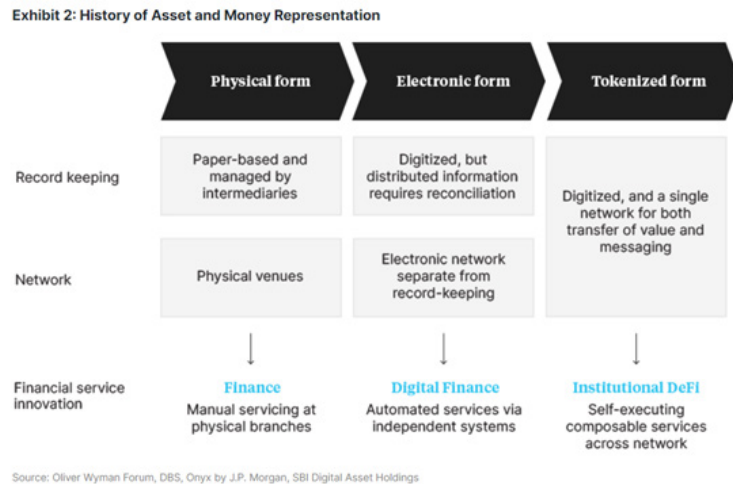 Exhibit 2: History of Asset and Money Representation
Physical form
Electronic form
Tokenized form
Record keeping
Paper-based and
managed by
intermediaries
Digitized, but
distributed information
requires reconciliation
Digitized, and a single
network for both
transfer of value and
messaging
Network
Physical venues
Electronic network
separate from
record-keeping
Financial service
innovation
Finance
Manual servicing at
physical branches
Digital Finance
Automated services via
independent systems
Institutional DeFi
Self-executing
composable services
across network
Source: Oliver Wyman Forum, DBS, Onyx by J.P. Morgan, SBI Digital Asset Holdings